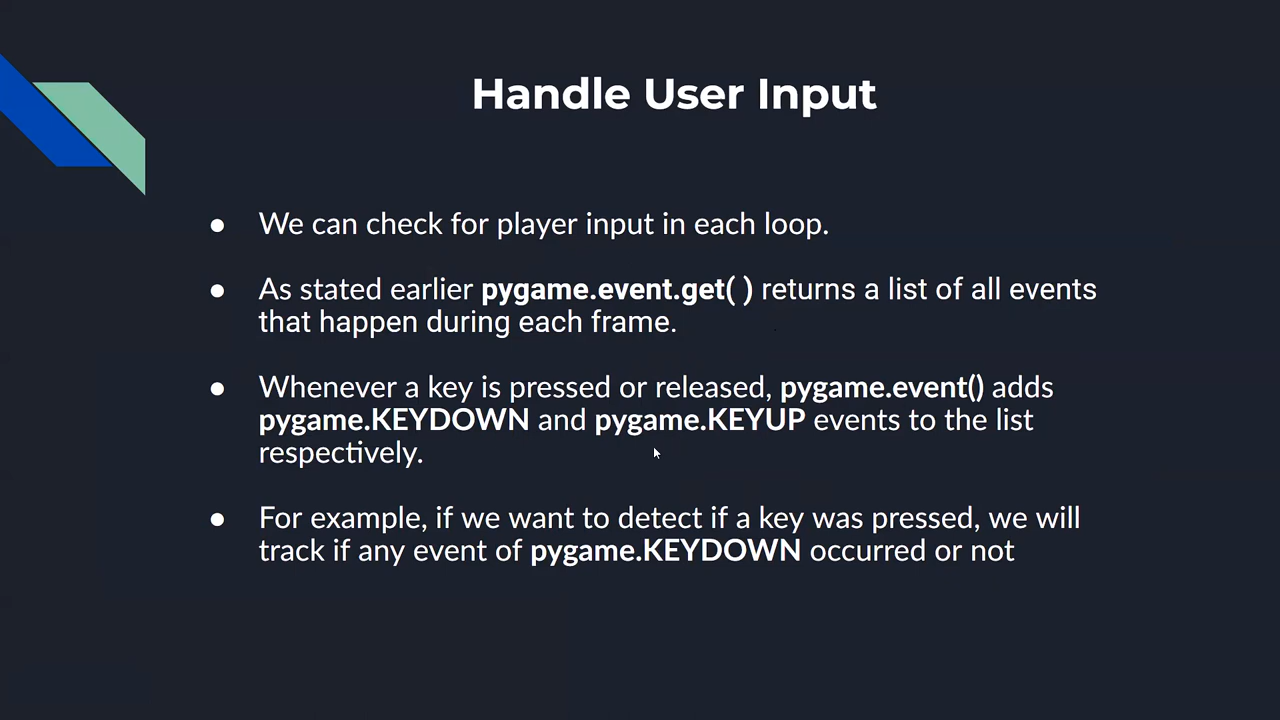 Handle User Input
● We can check for player input in each loop.
● As stated earlier pygame.event.get( ) returns a list of all events
that happen during each frame.
● Whenever a key is pressed or released, pygame.event() adds
pygame.KEYDOWN and pygame.KEYUP events to the list
respectively.
● For example, if we want to detect if a key was pressed, we will
track if any event of pygame.KEYDOWN occurred or not